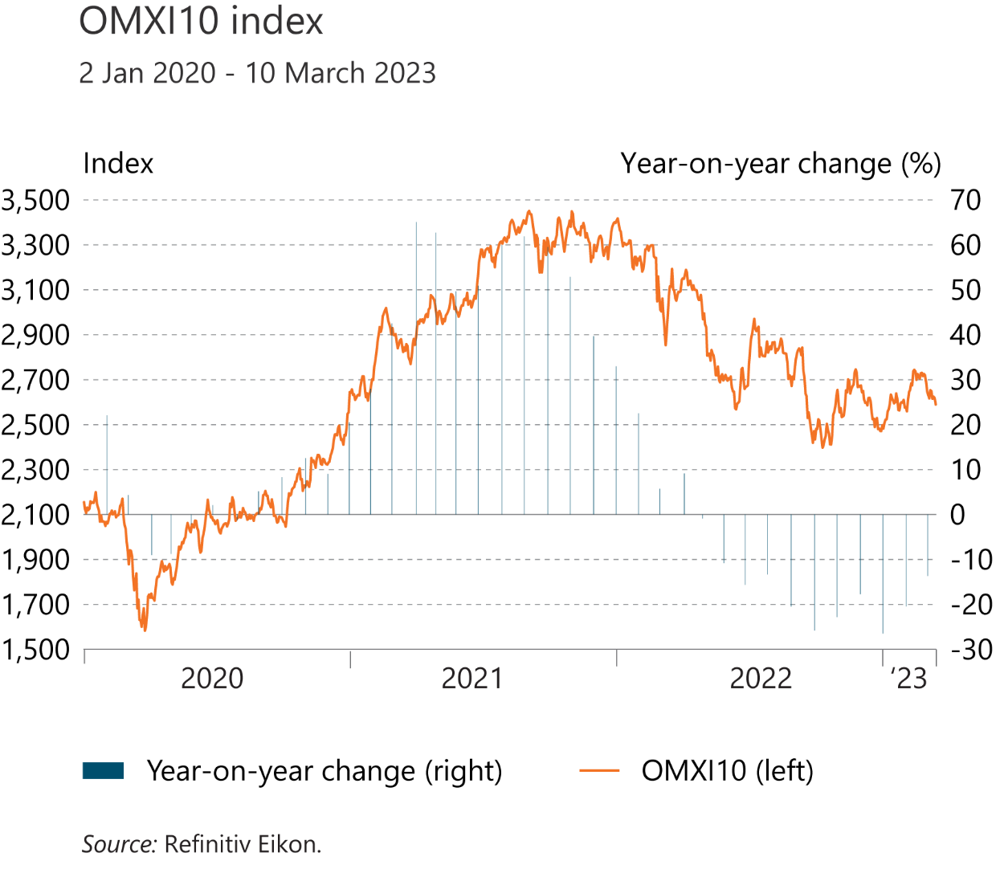 OMXI10 index
2 Jan 2020 - 10 March 2023
Index Year-on-year change (%)
3,500 70
3,300 60
3,100 50
2,900 40
2,700 30
2,500 20
2,300 10
2,100 0
1,900 -10
1,700 -20
1,500 -30
2020 2021 2022 ‘23
Year-on-year change (right) OMXI10 (left)
Source: Refinitiv Eikon.